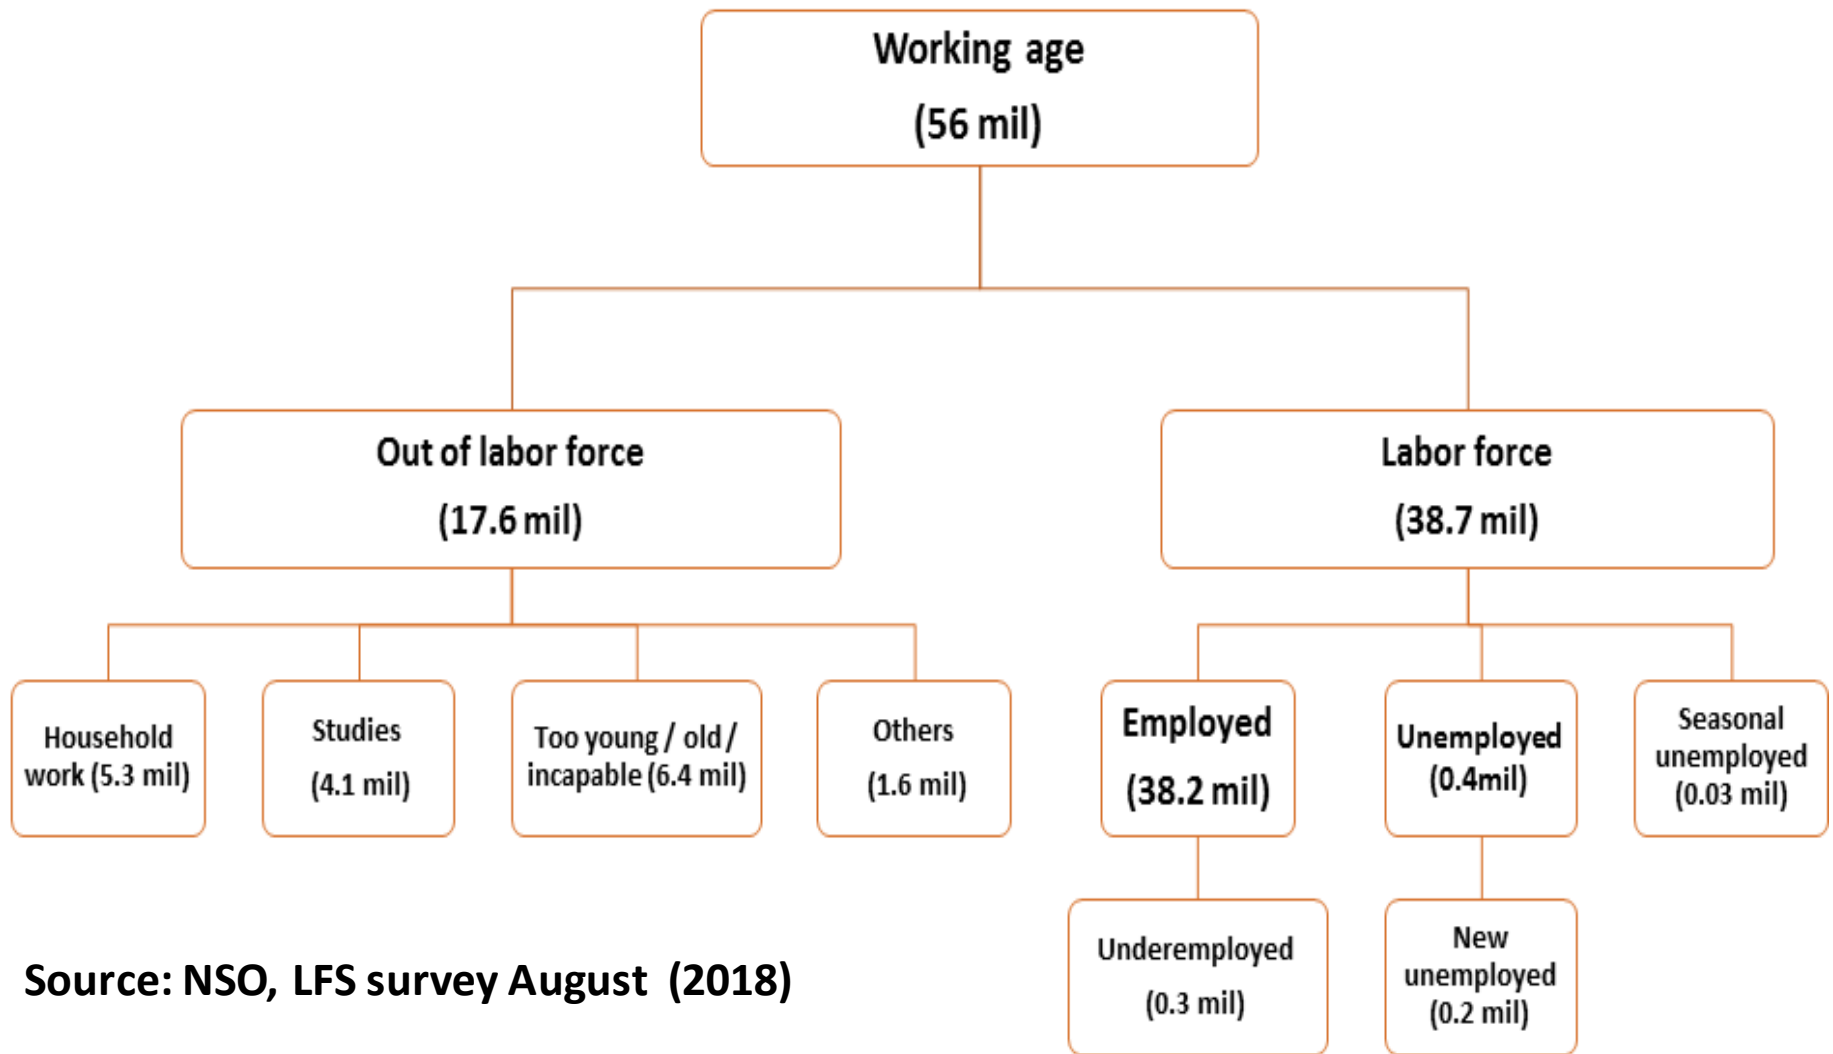 Working age
(56 mil)
Out of labor force
(17.6 mil)
Labor force
(38.7 mil)
Household
work (5.3 mil)
Studies
(4.1 mil)
Too young / old /
incapable (6.4 mil)
Others
(1.6 mil)
Employed
(38.2 mil)
Unemployed
(0.4mil)
Seasonal
unemployed
(0.03 mil)
Underemployed
(0.3 mil)
New
unemployed
(0.2 mil)
Source: NSO, LFS survey August (2018)